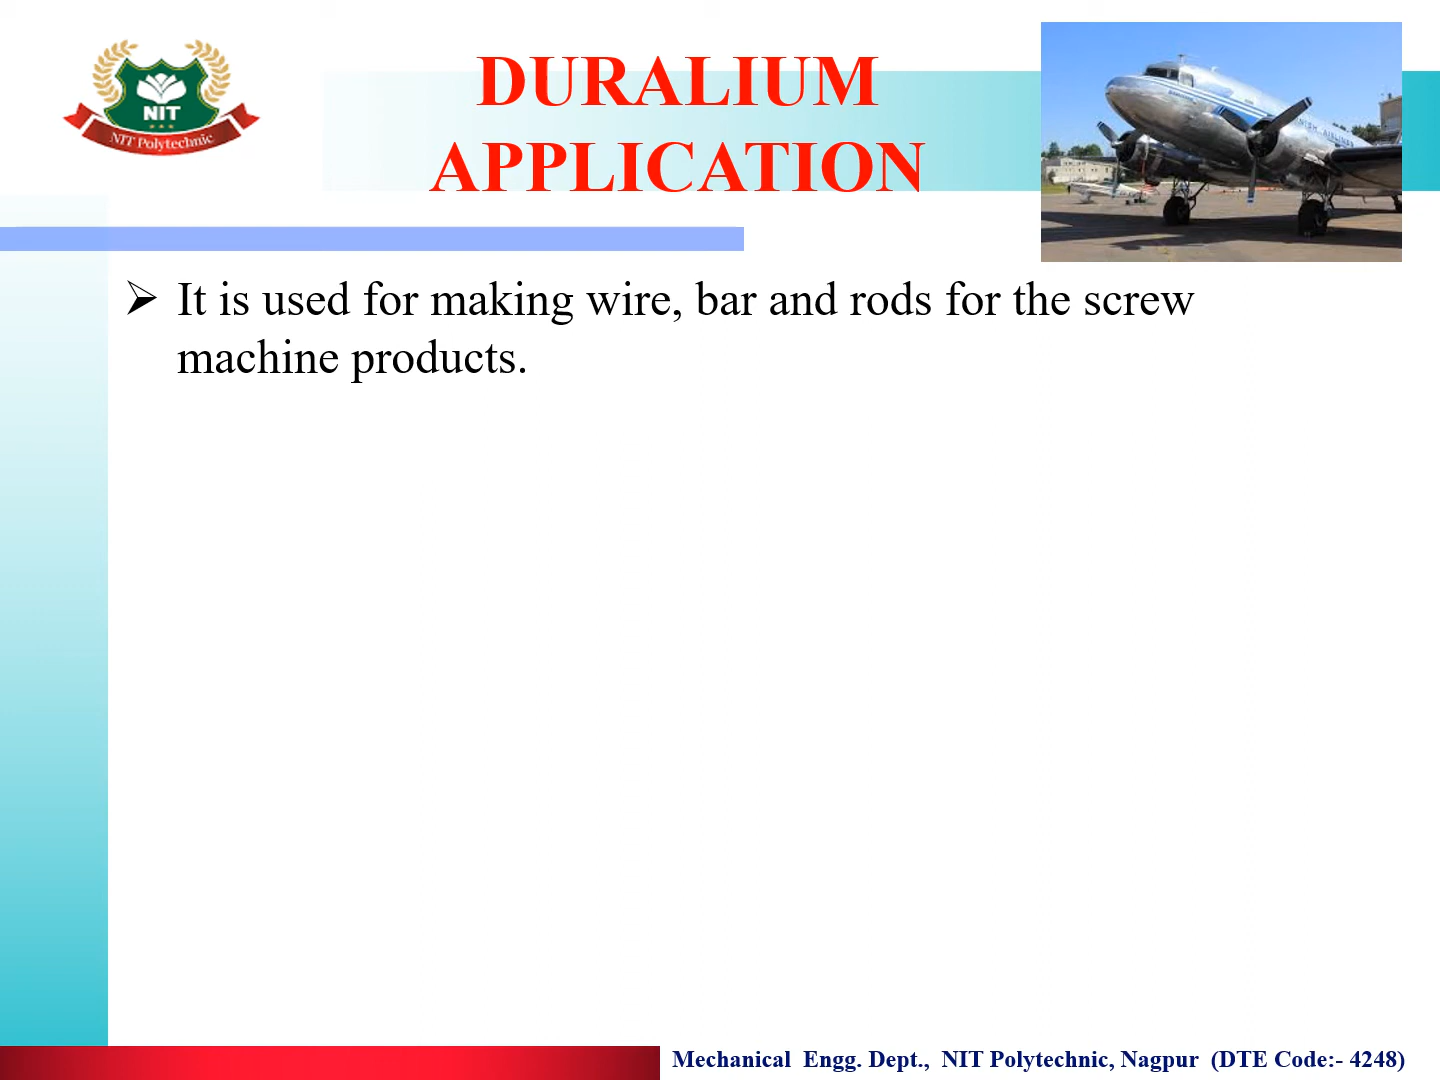 NIT
NIT Polytechnic
DURALIUM
APPLICATION
➢ It is used for making wire, bar and rods for the screw
machine products.
Mechanical Engg. Dept., NIT Polytechnic, Nagpur (DTE Code:- 4248)